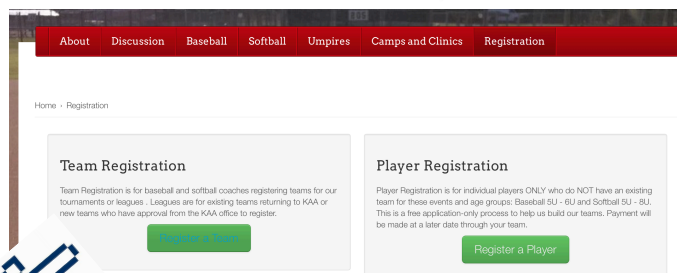 About Discussion Baseball Softball Umpires Camps and Clinics Registration
Home › Registration
Team Registration
Team Registration is for baseball and softball coaches registering teams for our
tournaments or leagues . Leagues are for existing teams returning to KAA or
new teams who have approval from the KAA office to register.
Register a Team
Player Registration
Player Registration is for individual players ONLY who do NOT have an existing
team for these events and age groups: Baseball 5U - 6U and Softball 5U - 8U.
This is a free application-only process to help us build our teams. Payment will
be made at a later date through your team.
Register a Player